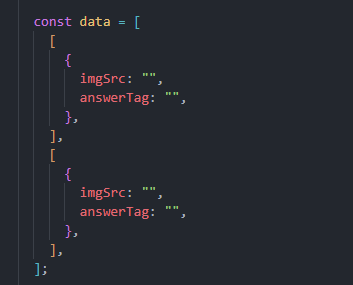 const data = [
  [
    {
      imgSrc: "",
      answerTag: "",
    },
  ],
  [
    {
      imgSrc: "",
      answerTag: "",
    },
  ],
];